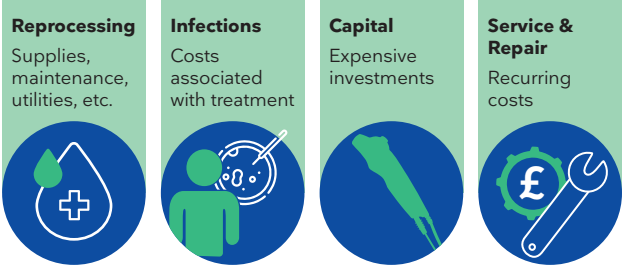 Reprocessing
Supplies,
maintenance,
utilities, etc.
Infections
Costs
associated
with treatment
Capital
Expensive
investments
Service &
Repair
Recurring
costs
£